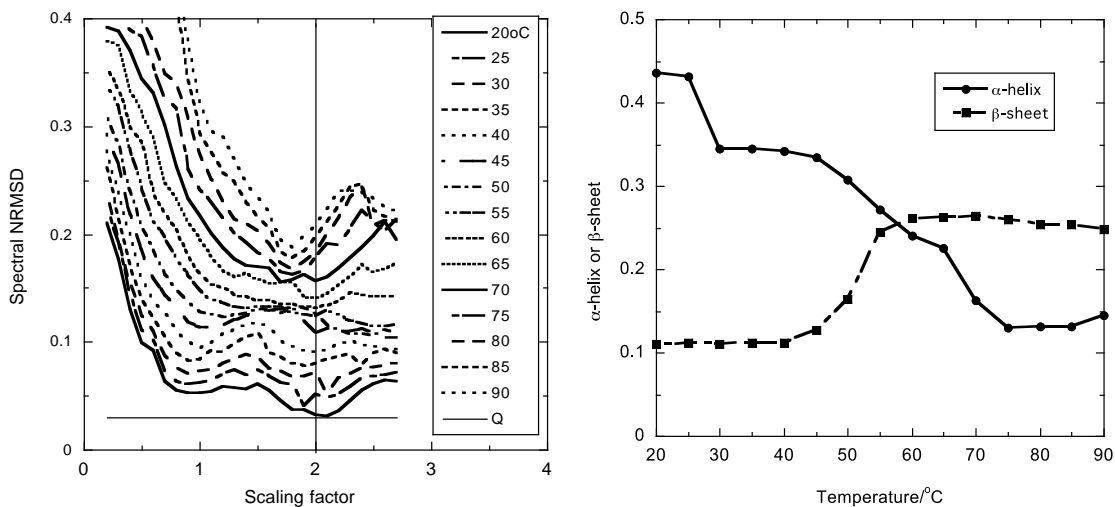 Spectral NRMSD
0.4
0.3
0.2
0.1
0
0 1 2 3 4
Scaling factor
20oC
25
30
35
40
45
50
55
60
65
70
75
80
85
90
Q
α-helix or β-sheet
0.5
0.4
0.3
0.2
0.1
0
20 30 40 50 60 70 80 90
Temperature/°C
α-helix
β-sheet